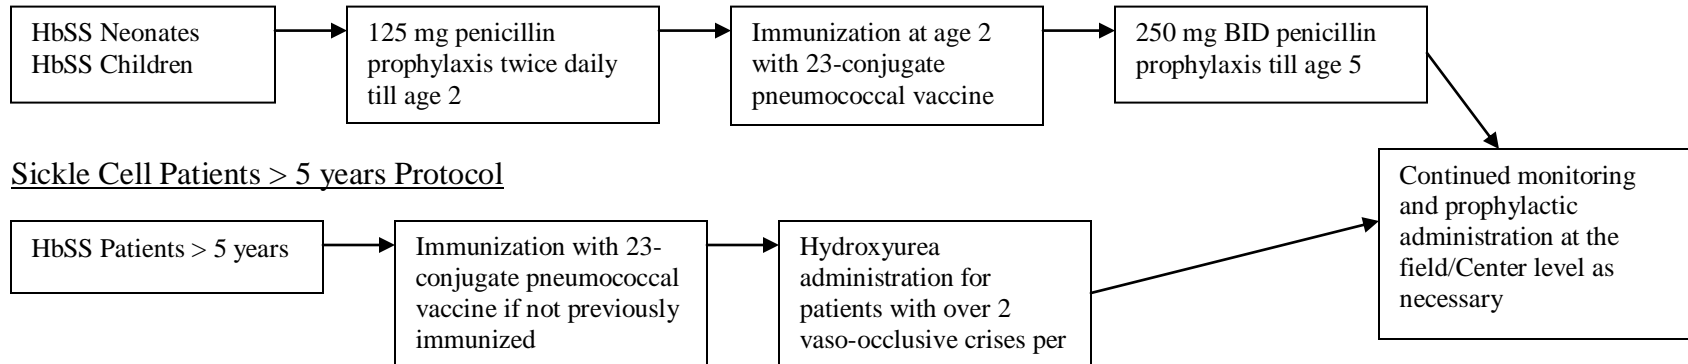 HbSS Neonates
HbSS Children
125 mg penicillin
prophylaxis twice daily
till age 2
Immunization at age 2
with 23-conjugate
pneumococcal vaccine
250 mg BID penicillin
prophylaxis till age 5
Sickle Cell Patients > 5 years Protocol
HbSS Patients > 5 years
Immunization with 23-
conjugate pneumococcal
vaccine if not previously
immunized
Hydroxyurea
administration for
patients with over 2
vaso-occlusive crises per
Continued monitoring
and prophylactic
administration at the
field/Center level as
necessary